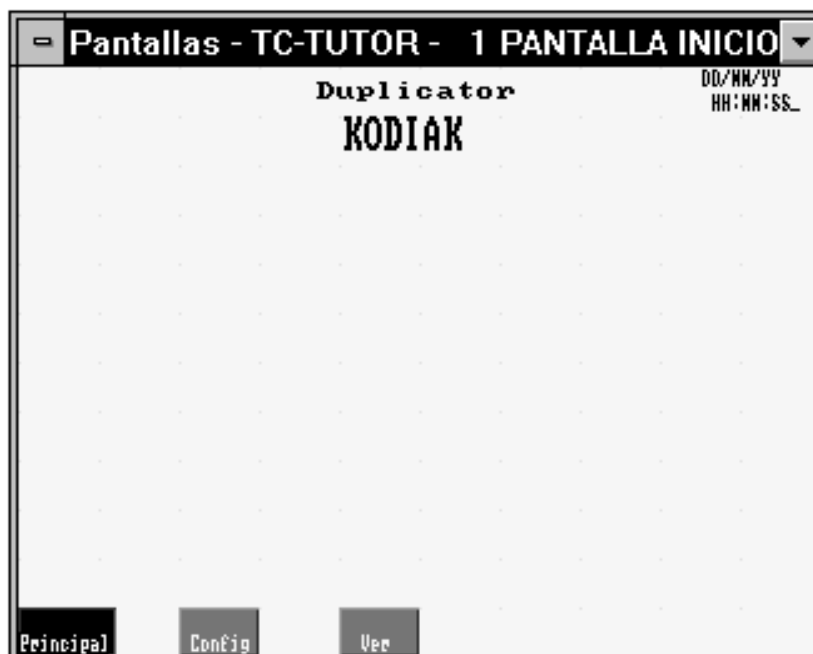 Pantallas - TC-TUTOR - 1 PANTALLA INICIO
Duplicator
DD/MM/YY
HH:MM:SS_
KODIAK
Principal Config Ver